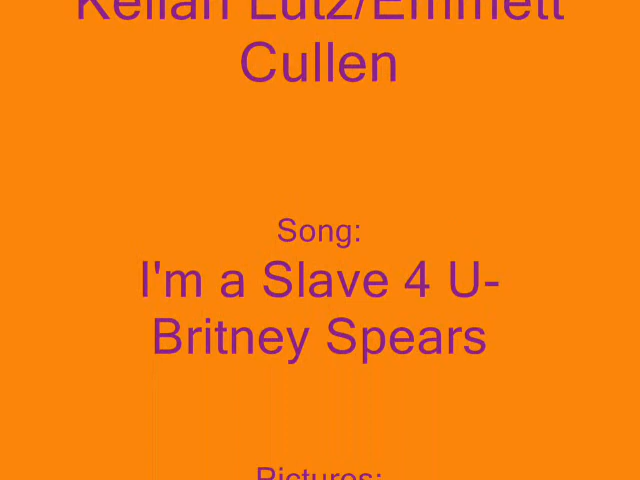 Kellan Lutz/Emmett
Cullen
Song:
I'm a Slave 4 U-
Britney Spears
Pictures: